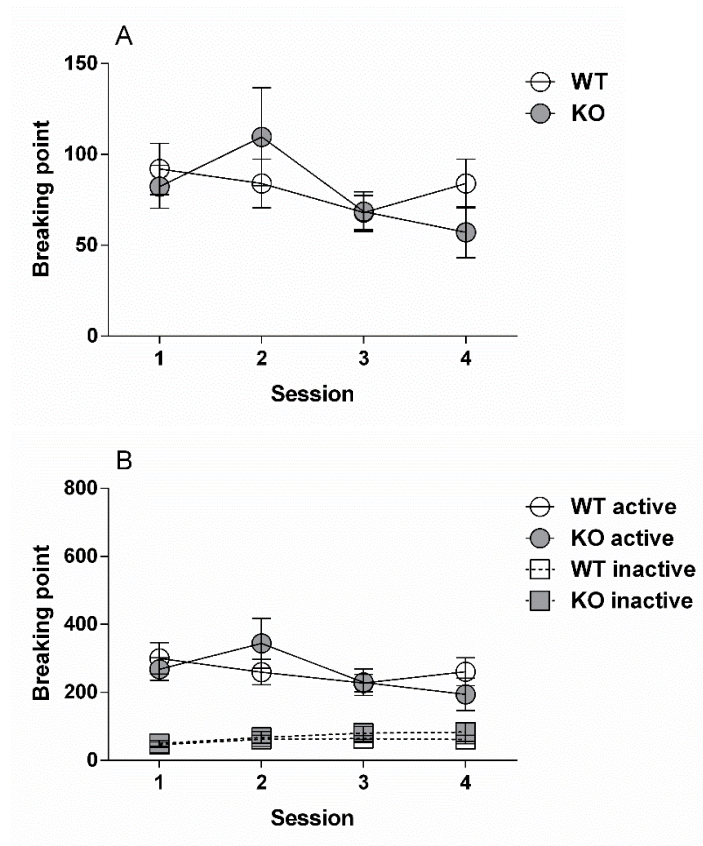 A
150
100
50
0
Breaking point
1 2 3 4
Session
WT
KO
B
800
600
400
200
0
Breaking point
1 2 3 4
Session
WT active
KO active
WT inactive
KO inactive